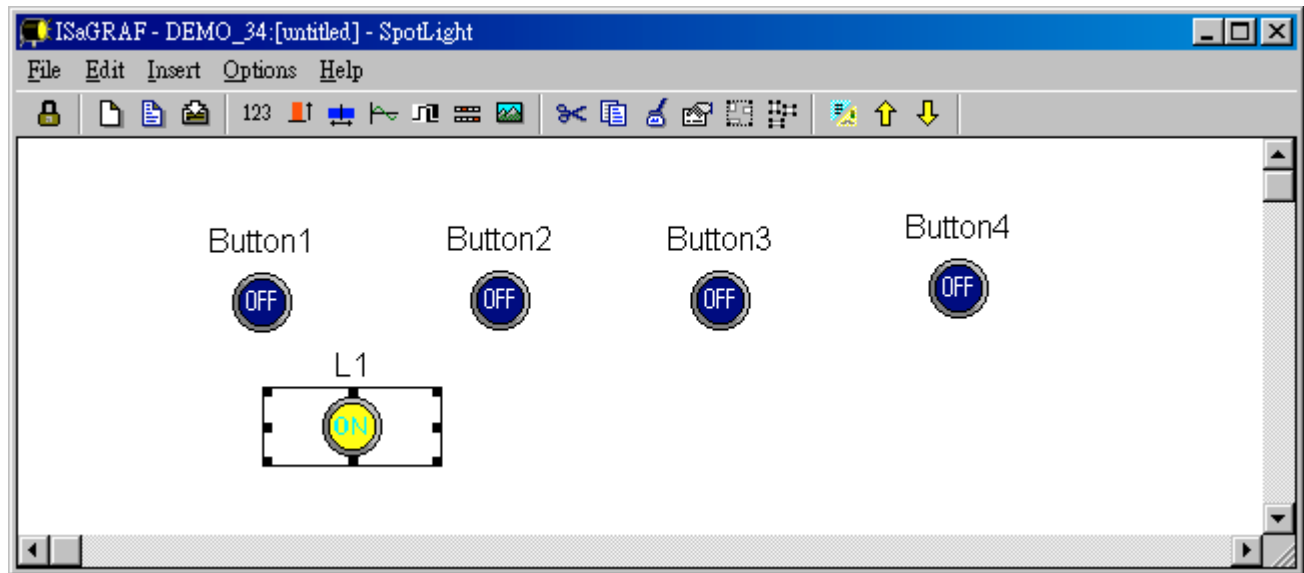 ISaGRAF - DEMO_34:[untitled] - SpotLight
File Edit Insert Options Help
123
Button1 Button2 Button3 Button4
OFF OFF OFF OFF
L1
ON